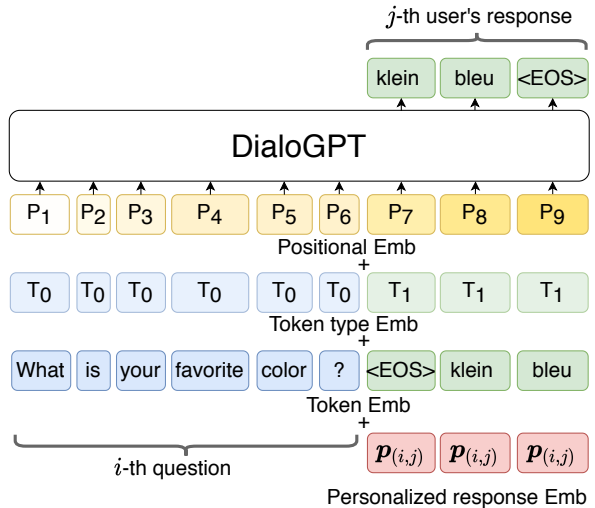 j-th user's response
klein bleu <EOS>
DialoGPT
P1 P2 P3 P4 P5 P6 P7 P8 P9
Positional Emb
+
T0 T0 T0 T0 T0 T0 T1 T1 T1
Token type Emb
+
What is your favorite color ? <EOS> klein bleu
Token Emb
+
i-th question
p(i,j) p(i,j) p(i,j)
Personalized response Emb